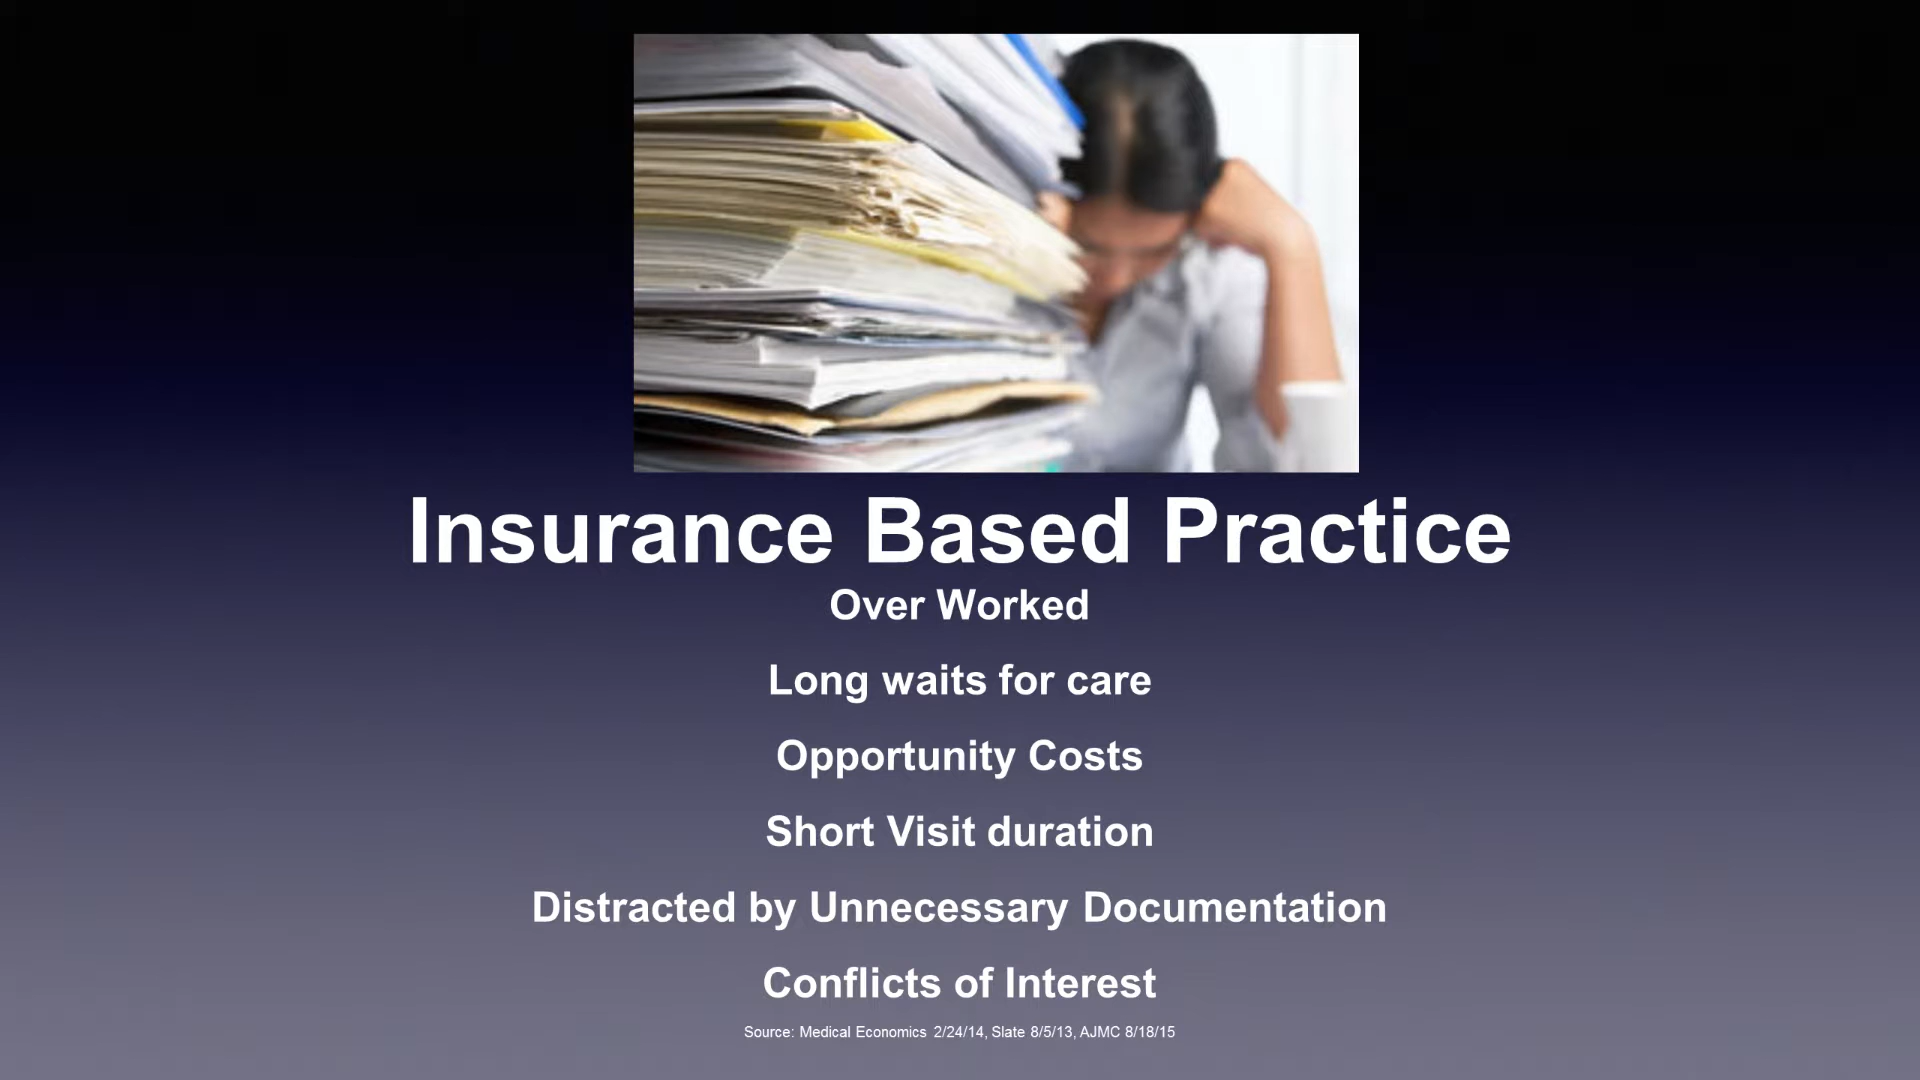 Insurance Based Practice
Over Worked
Long waits for care
Opportunity Costs
Short Visit duration
Distracted by Unnecessary Documentation
Conflicts of Interest
Source: Medical Economics 2/24/14, Slate 8/5/13, AJMC 8/18/15